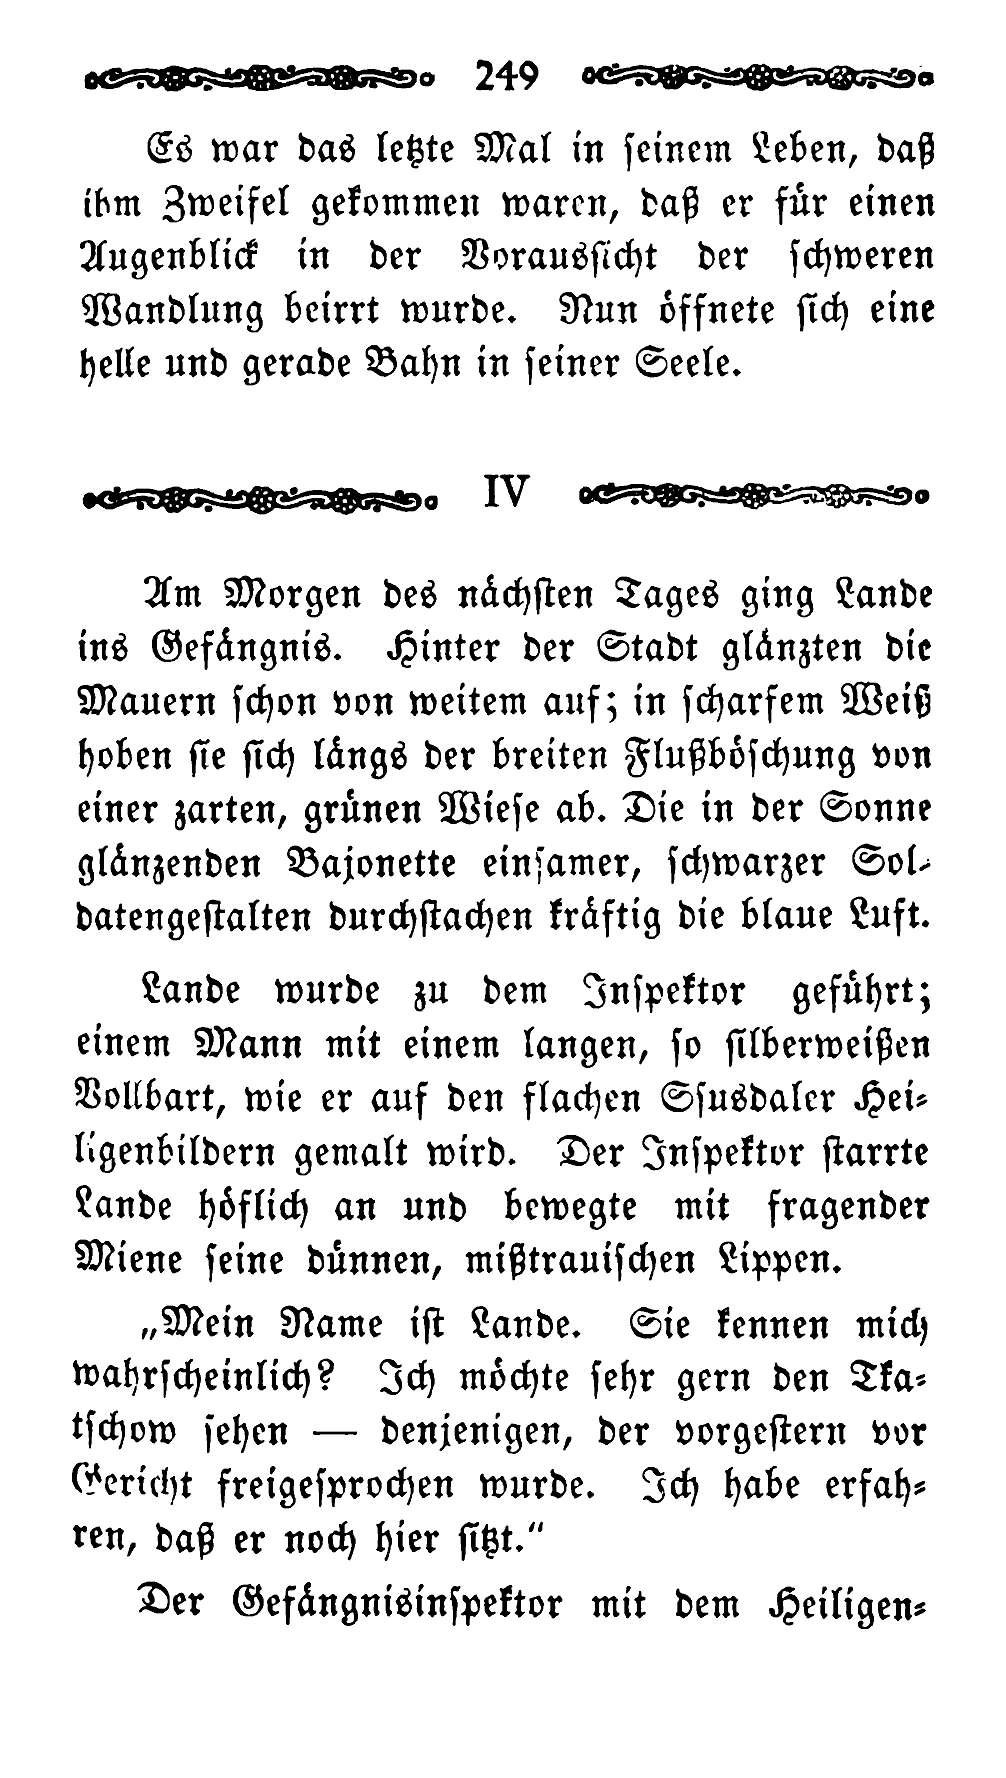 249
Es war das letzte Mal in seinem Leben, daß
ihm Zweifel gekommen waren, daß er für einen
Augenblick in der Voraussicht der schweren
Wandlung beirrt wurde. Nun öffnete sich eine
helle und gerade Bahn in seiner Seele.
IV
Am Morgen des nächsten Tages ging Lande
ins Gefängnis. Hinter der Stadt glänzten die
Mauern schon von weitem auf; in scharfem Weiß
hoben sie sich längs der breiten Flußböschung von
einer zarten, grünen Wiese ab. Die in der Sonne
glänzenden Bajonette einsamer, schwarzer Sol-
datengestalten durchstachen kräftig die blaue Luft.
Lande wurde zu dem Inspektor geführt;
einem Mann mit einem langen, so silberweißen
Vollbart, wie er auf den flachen Ssusdaler Hei-
ligenbildern gemalt wird. Der Inspektor starrte
Lande höflich an und bewegte mit fragender
Miene seine dünnen, mißtrauischen Lippen.
„Mein Name ist Lande. Sie kennen mich
wahrscheinlich? Ich möchte sehr gern den Tka-
tschow sehen — denjenigen, der vorgestern vor
Gericht freigesprochen wurde. Ich habe erfah-
ren, daß er noch hier sitzt.“
Der Gefängnisinspektor mit dem Heiligen-